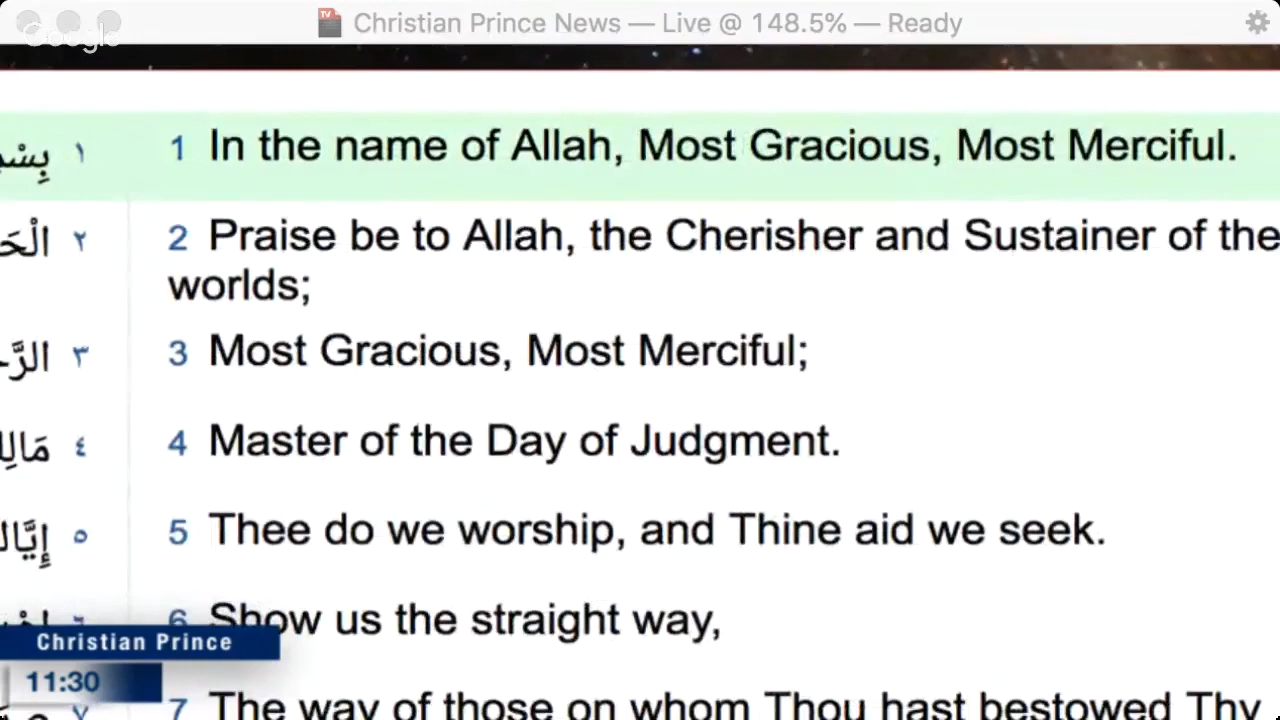 Christian Prince News — Live @ 148.5% — Ready
Google
١ 1 In the name of Allah, Most Gracious, Most Merciful.
٢ 2 Praise be to Allah, the Cherisher and Sustainer of the
worlds;
٣ 3 Most Gracious, Most Merciful;
٤ 4 Master of the Day of Judgment.
٥ 5 Thee do we worship, and Thine aid we seek.
6 Show us the straight way,
Christian Prince
11:30
7 The way of those on whom Thou hast bestowed Thy